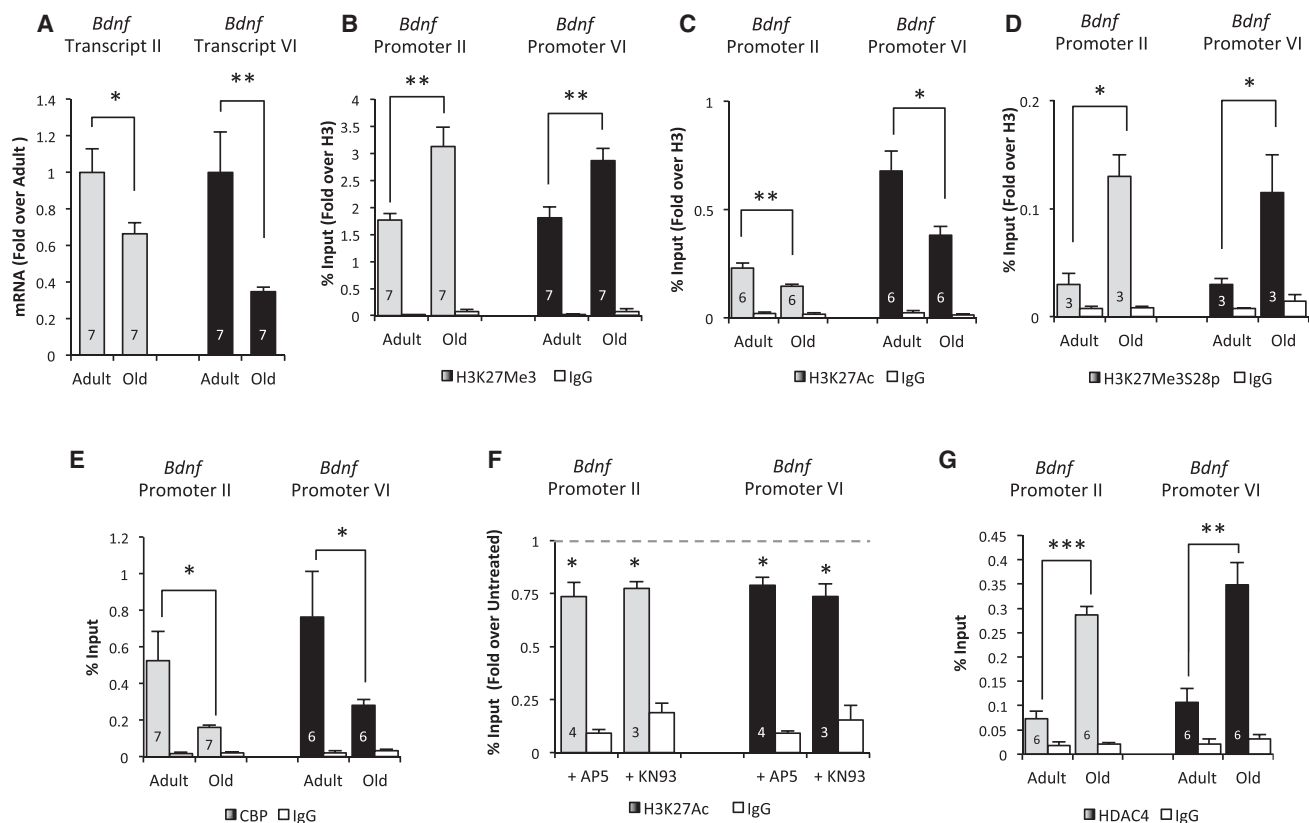 A
Bdnf
Transcript II
Bdnf
Transcript VI
mRNA (Fold over Adult )
1.4
1.2
1
0.8
0.6
0.4
0.2
0
*
**
7
7
7
7
Adult Old
Adult Old
B
Bdnf
Promoter II
Bdnf
Promoter VI
% Input (Fold over H3)
4
3.5
3
2.5
2
1.5
1
0.5
0
**
**
7
7
7
7
Adult Old
Adult Old
H3K27Me3 IgG
C
Bdnf
Promoter II
Bdnf
Promoter VI
% Input (Fold over H3)
1
0.5
0
**
*
6
6
6
6
Adult Old
Adult Old
H3K27Ac IgG
D
Bdnf
Promoter II
Bdnf
Promoter VI
% Input (Fold over H3)
0.2
0.1
0
*
*
3
3
3
3
Adult Old
Adult Old
H3K27Me3S28p IgG
E
Bdnf
Promoter II
Bdnf
Promoter VI
% Input
1.2
1
0.8
0.6
0.4
0.2
0
*
*
7
7
6
6
Adult Old
Adult Old
CBP IgG
F
Bdnf
Promoter II
Bdnf
Promoter VI
% Input (Fold over Untreated)
1
0.75
0.5
0.25
0
*
*
*
*
4
3
4
3
+ AP5 + KN93
+ AP5 + KN93
H3K27Ac IgG
G
Bdnf
Promoter II
Bdnf
Promoter VI
% Input
0.45
0.4
0.35
0.3
0.25
0.2
0.15
0.1
0.05
0
***
**
6
6
6
6
Adult Old
Adult Old
HDAC4 IgG